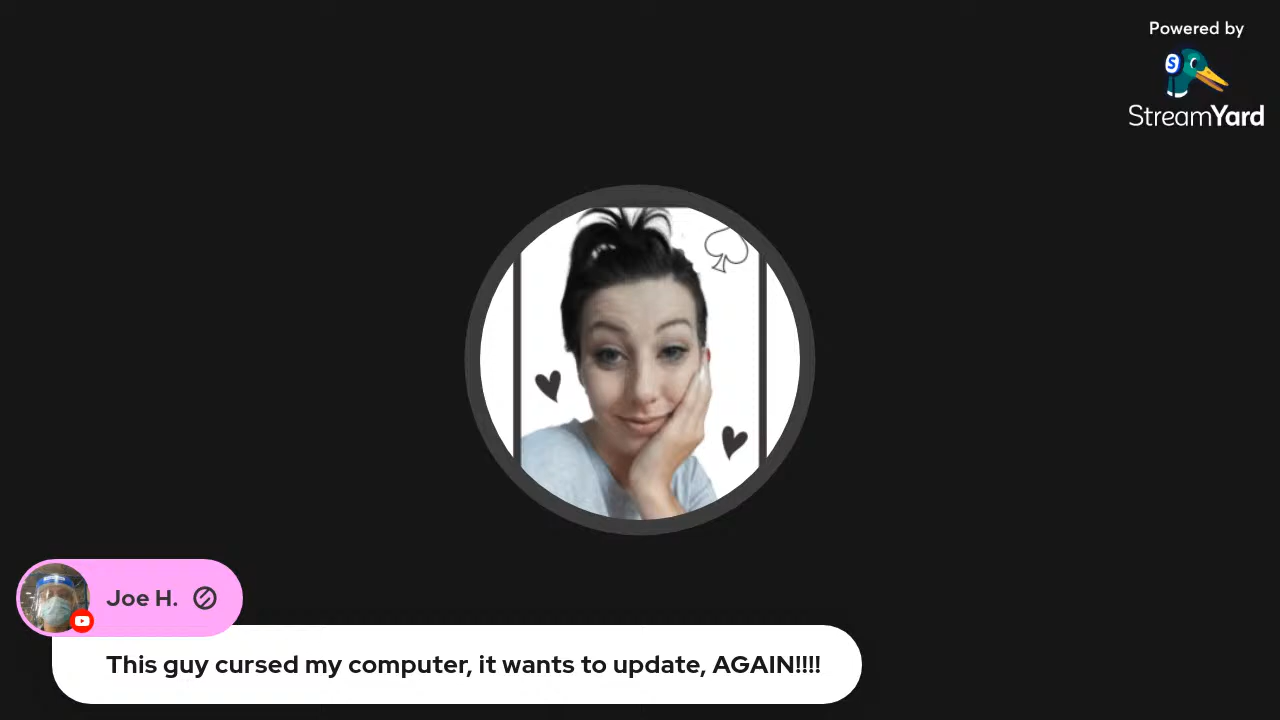 Powered by
S
StreamYard
Joe H.
This guy cursed my computer, it wants to update, AGAIN!!!!